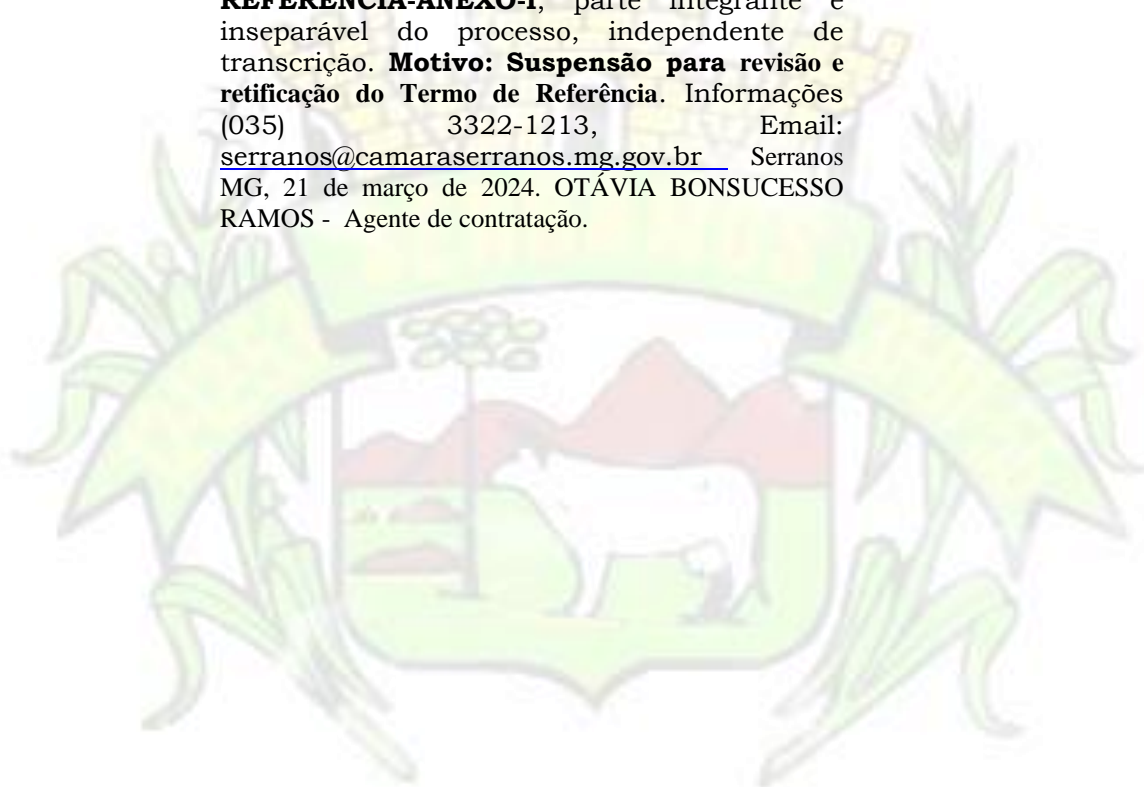 REFERÊNCIA-ANEXO-I, parte integrante e
inseparável do processo, independente de
transcrição. Motivo: Suspensão para revisão e
retificação do Termo de Referência. Informações
(035) 3322-1213, Email:
serranos@camaraserranos.mg.gov.br Serranos
MG, 21 de março de 2024. OTÁVIA BONSUCESSO
RAMOS - Agente de contratação.